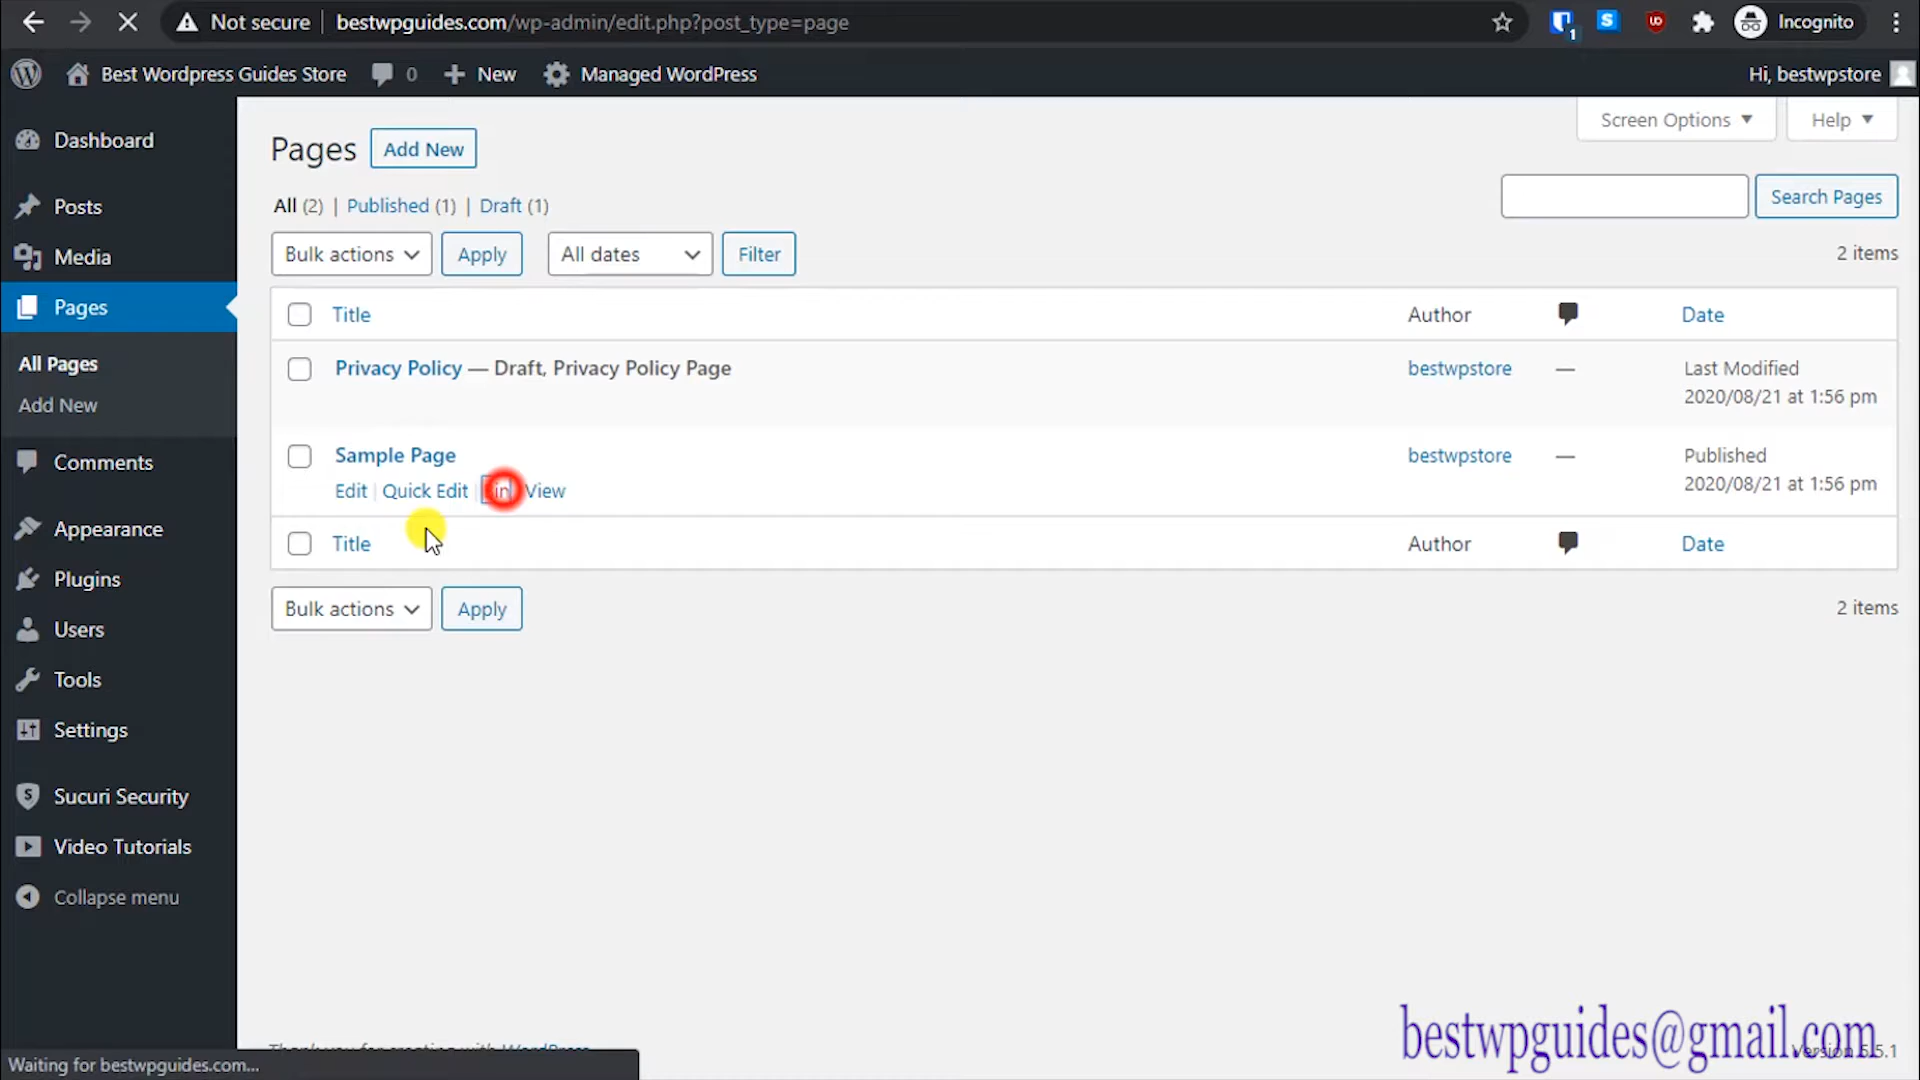 Not secure bestwpguides.com/wp-admin/edit.php?post_type=page
1 S Incognito
Best Wordpress Guides Store 0 New Managed WordPress Hi, bestwpstore
Screen Options Help
Dashboard
Posts
Media
Pages
All Pages
Add New
Comments
Appearance
Plugins
Users
Tools
Settings
Sucuri Security
Video Tutorials
Collapse menu
Pages Add New
All (2) | Published (1) | Draft (1)
Search Pages
Bulk actions Apply All dates Filter 2 items
Title Author Date
Privacy Policy — Draft, Privacy Policy Page bestwpstore — Last Modified
2020/08/21 at 1:56 pm
Sample Page bestwpstore — Published
2020/08/21 at 1:56 pm
Edit | Quick Edit | View
Title Author Date
Bulk actions Apply 2 items
bestwpguides@gmail.com
Waiting for bestwpguides.com...